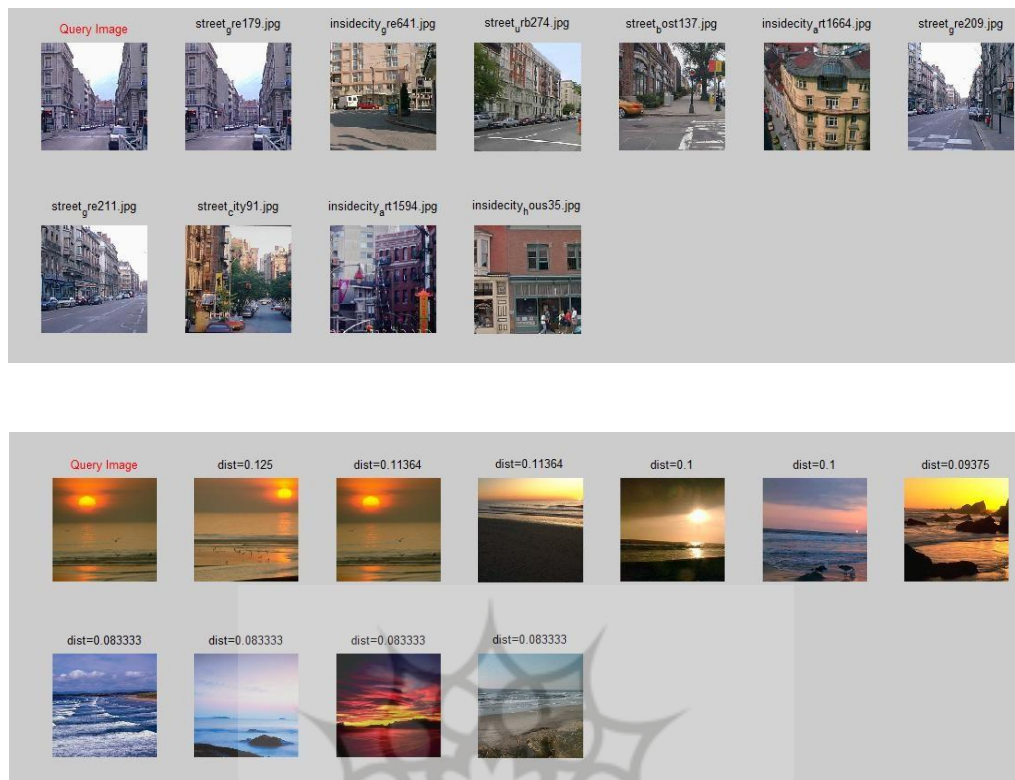 Query Image street_gre179.jpg insidecity_gre641.jpg street_urb274.jpg street_bost137.jpg insidecity_art1664.jpg street_gre209.jpg
street_gre211.jpg street_city91.jpg insidecity_art1594.jpg insidecity_hous35.jpg
Query Image dist=0.125 dist=0.11364 dist=0.11364 dist=0.1 dist=0.1 dist=0.09375
dist=0.083333 dist=0.083333 dist=0.083333 dist=0.083333